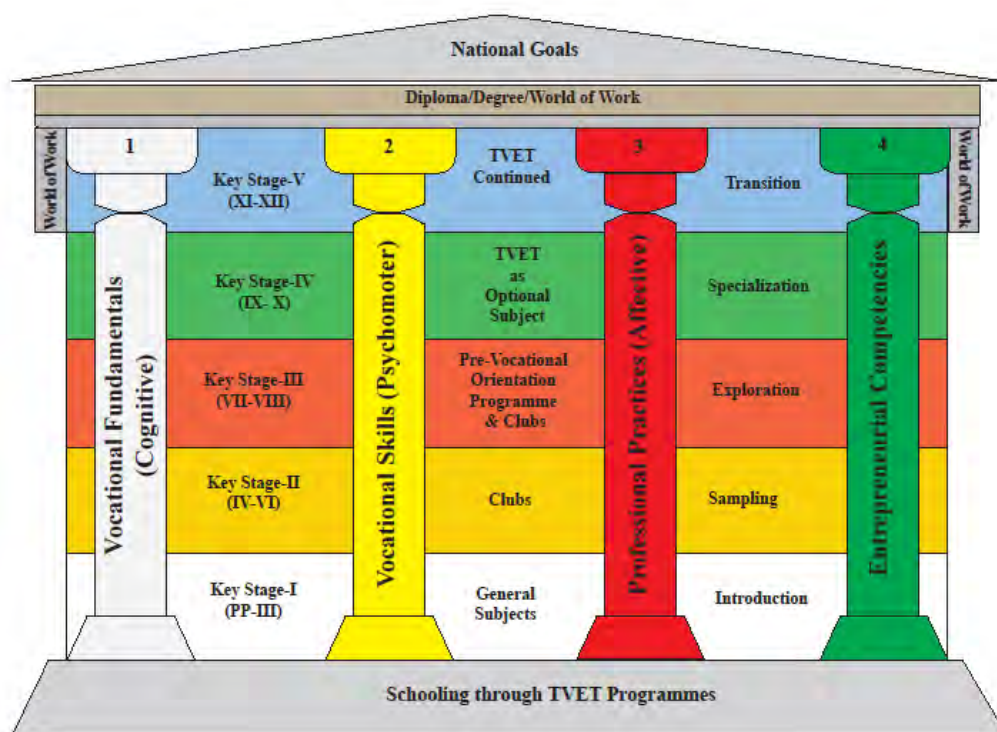 National Goals
Diploma/Degree/World of Work
World of Work
1
2
3
4
World of Work
Key Stage-V
(XI-XII)
TVET
Continued
Transition
Key Stage-IV
(IX- X)
TVET
as
Optional
Subject
Specialization
Key Stage-III
(VII-VIII)
Pre-Vocational
Orientation
Programme
& Clubs
Exploration
Key Stage-II
(IV-VI)
Clubs
Sampling
Key Stage-I
(PP-III)
General
Subjects
Introduction
Vocational Fundamentals
(Cognitive)
Vocational Skills (Psychomoter)
Professional Practices (Affective)
Entrepreneurial Competiencies
Schooling through TVET Programmes